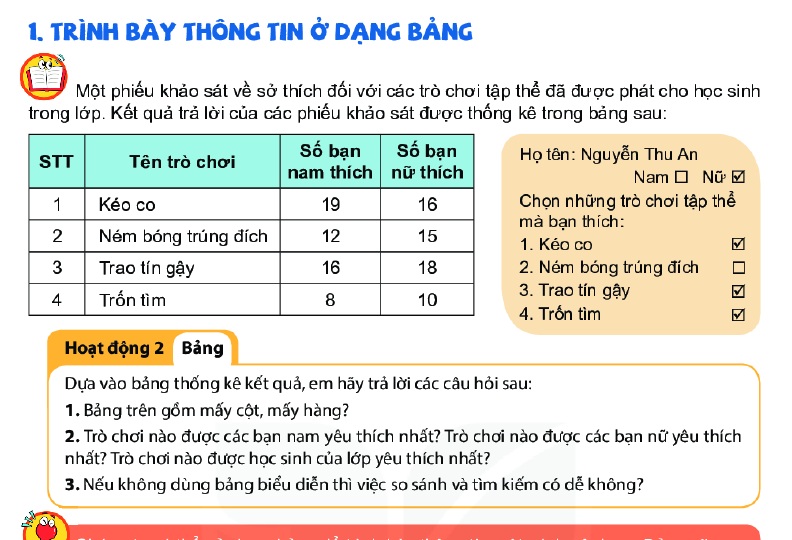 1. TRÌNH BÀY THÔNG TIN Ở DẠNG BẢNG
Một phiếu khảo sát về sở thích đối với các trò chơi tập thể đã được phát cho học sinh
trong lớp. Kết quả trả lời của các phiếu khảo sát được thống kê trong bảng sau:
STT Tên trò chơi Số bạn nam thích Số bạn nữ thích
1 Kéo co 19 16
2 Ném bóng trúng đích 12 15
3 Trao tín gậy 16 18
4 Trốn tìm 8 10
Họ tên: Nguyễn Thu An
Nam ☐ Nữ ☑
Chọn những trò chơi tập thể
mà bạn thích:
1. Kéo co ☑
2. Ném bóng trúng đích ☐
3. Trao tín gậy ☑
4. Trốn tìm ☑
Hoạt động 2 Bảng
Dựa vào bảng thống kê kết quả, em hãy trả lời các câu hỏi sau:
1. Bảng trên gồm mấy cột, mấy hàng?
2. Trò chơi nào được các bạn nam yêu thích nhất? Trò chơi nào được các bạn nữ yêu thích
nhất? Trò chơi nào được học sinh của lớp yêu thích nhất?
3. Nếu không dùng bảng biểu diễn thì việc so sánh và tìm kiếm có dễ không?